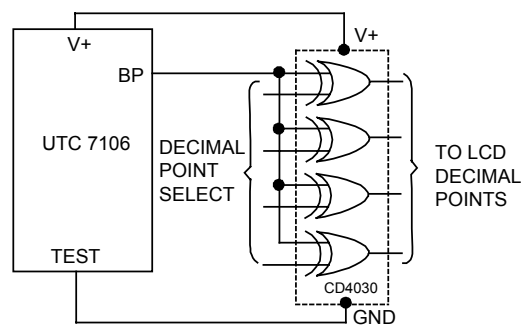 V+
V+
BP
UTC 7106
DECIMAL
POINT
SELECT
TO LCD
DECIMAL
POINTS
TEST
CD4030
GND